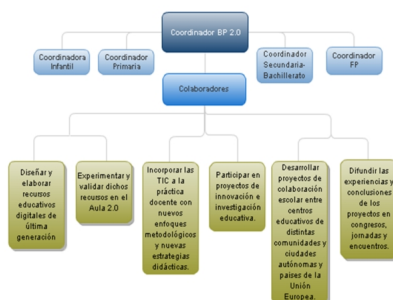 Coordinador BP 2.0
Coordinadora
Infantil
Coordinadora
Primaria
Coordinador
Secundaria-
Bachillerato
Coordinador
FP
Colaboradores
Diseñar y
elaborar
recursos
educativos
digitales de
última
generación
Experimentar y
validar dichos
recursos en el
Aula 2.0
Incorporar las
TIC a la
práctica
docente con
nuevos
enfoques
metodológicos
y nuevas
estrategias
didácticas.
Participar en
proyectos de
innovación e
investigación
educativa.
Desarrollar
proyectos de
colaboración
escolar entre
centros
educativos de
distintas
comunidades y
ciudades
autónomas y
paises de la
Unión
Europea.
Difundir las
experiencias y
conclusiones
de los
proyectos en
congresos,
jornadas y
encuentros.